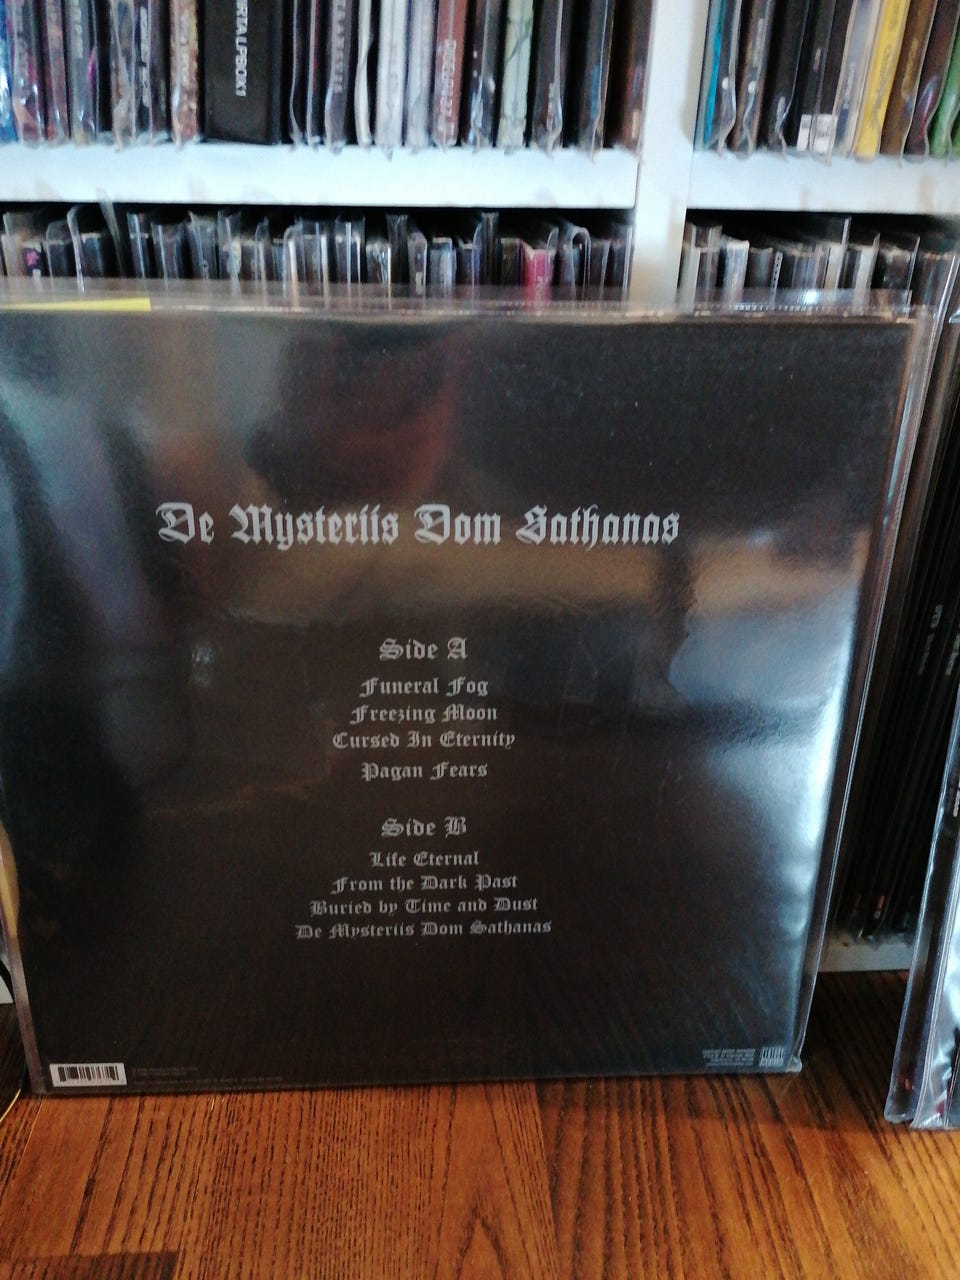 De Mysteriis Dom Sathanas
Side A
Funeral Fog
Freezing Moon
Cursed In Eternity
Pagan Fears
Side B
Life Eternal
From the Dark Past
Buried by Time and Dust
De Mysteriis Dom Sathanas